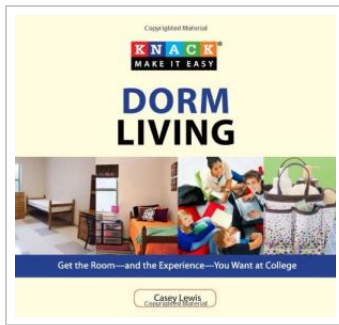 Copyrighted Material
KNACK®
MAKE IT EASY
DORM
LIVING
Get the Room—and the Experience—You Want at College
Casey Lewis
Copyrighted Material